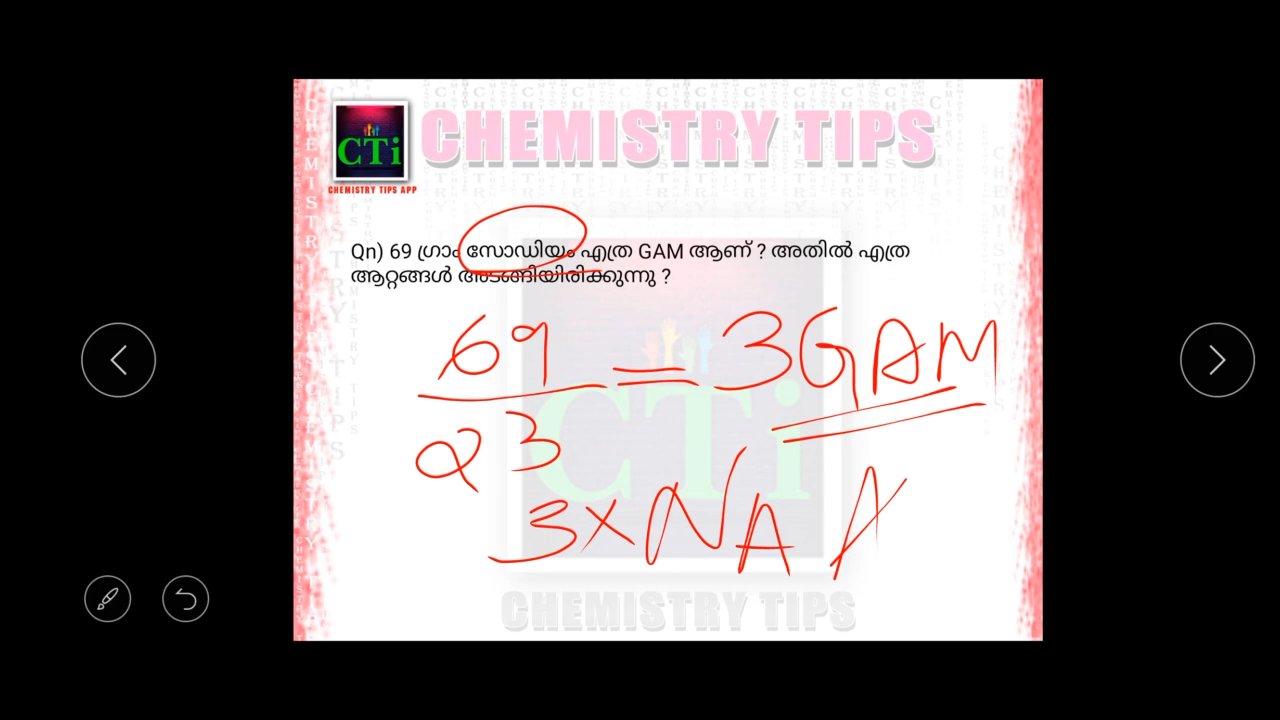 CTi
CHEMISTRY TIPS
CHEMISTRY TIPS APP
Qn) 69 ഗ്രാം സോഡിയം എത്ര GAM ആണ് ? അതിൽ എത്ര
ആറ്റങ്ങൾ അടങ്ങിയിരിക്കുന്നു ?
69 = 3GAM
23
3×NA A
CTi
CHEMISTRY TIPS